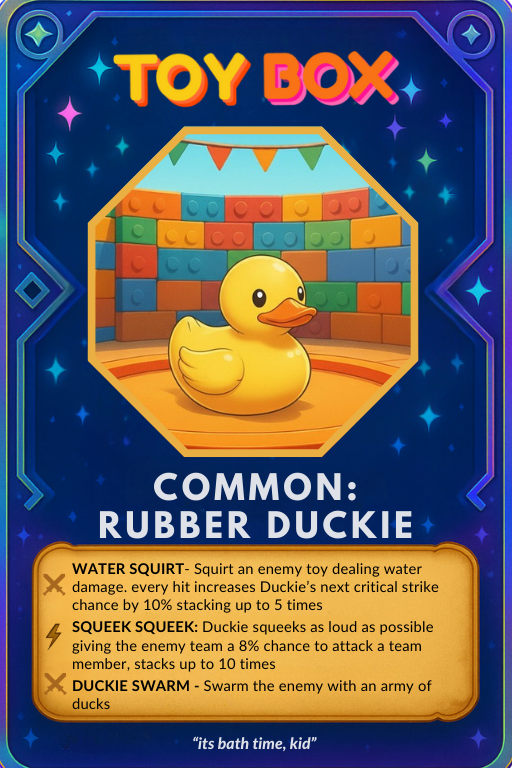 TOY BOX
COMMON:
RUBBER DUCKIE
WATER SQUIRT- Squirt an enemy toy dealing water
damage. every hit increases Duckie's next critical strike
chance by 10% stacking up to 5 times
SQUEEK SQUEEK: Duckie squeeks as loud as possible
giving the enemy team a 8% chance to attack a team
member, stacks up to 10 times
DUCKIE SWARM - Swarm the enemy with an army of
ducks
"its bath time, kid"